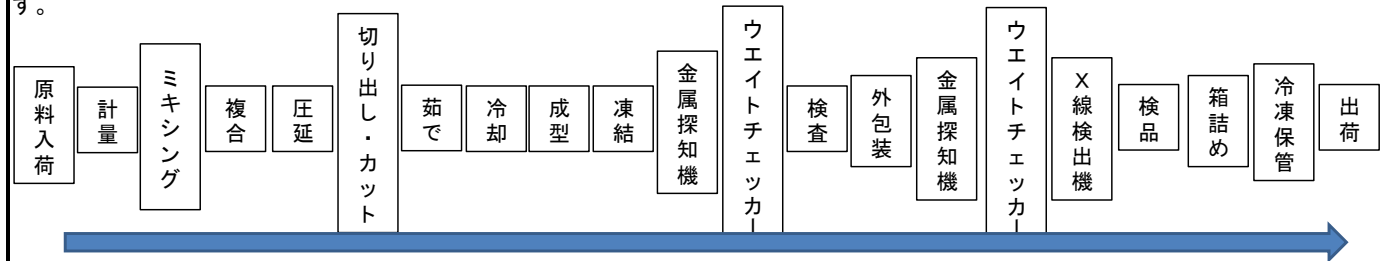 す。
原料入荷
計量
ミキシング
複合
圧延
切り出し・カット
茹で
冷却
成型
凍結
金属探知機
ウエイトチェッカー
検査
外包装
金属探知機
ウエイトチェッカー
X線検出機
検品
箱詰め
冷凍保管
出荷